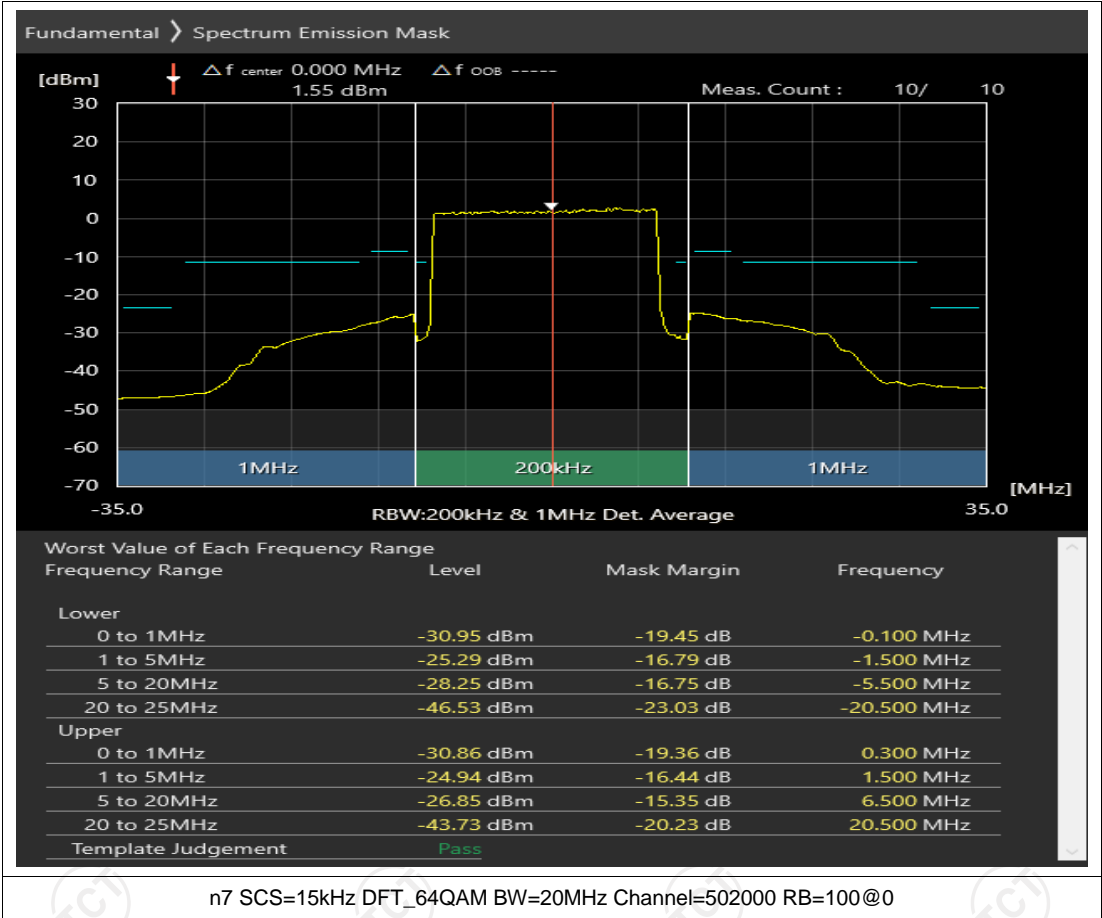 Fundamental 》 Spectrum Emission Mask
[dBm] △f center 0.000 MHz △f OOB -----
1.55 dBm Meas. Count : 10/ 10
30
20
10
0
-10
-20
-30
-40
-50
-60
-70
1MHz 200kHz 1MHz
[MHz]
-35.0 RBW:200kHz & 1MHz Det. Average 35.0
Worst Value of Each Frequency Range
Frequency Range Level Mask Margin Frequency
Lower
0 to 1MHz -30.95 dBm -19.45 dB -0.100 MHz
1 to 5MHz -25.29 dBm -16.79 dB -1.500 MHz
5 to 20MHz -28.25 dBm -16.75 dB -5.500 MHz
20 to 25MHz -46.53 dBm -23.03 dB -20.500 MHz
Upper
0 to 1MHz -30.86 dBm -19.36 dB 0.300 MHz
1 to 5MHz -24.94 dBm -16.44 dB 1.500 MHz
5 to 20MHz -26.85 dBm -15.35 dB 6.500 MHz
20 to 25MHz -43.73 dBm -20.23 dB 20.500 MHz
Template Judgement Pass
n7 SCS=15kHz DFT_64QAM BW=20MHz Channel=502000 RB=100@0
TCT TCT TCT TCT